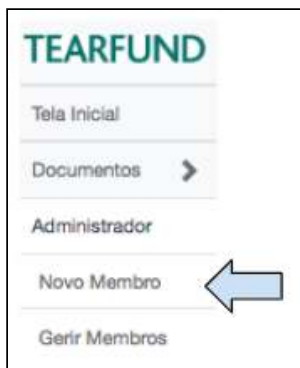 TEARFUND
Tela Inicial
Documentos
Administrador
Novo Membro
Gerir Membros